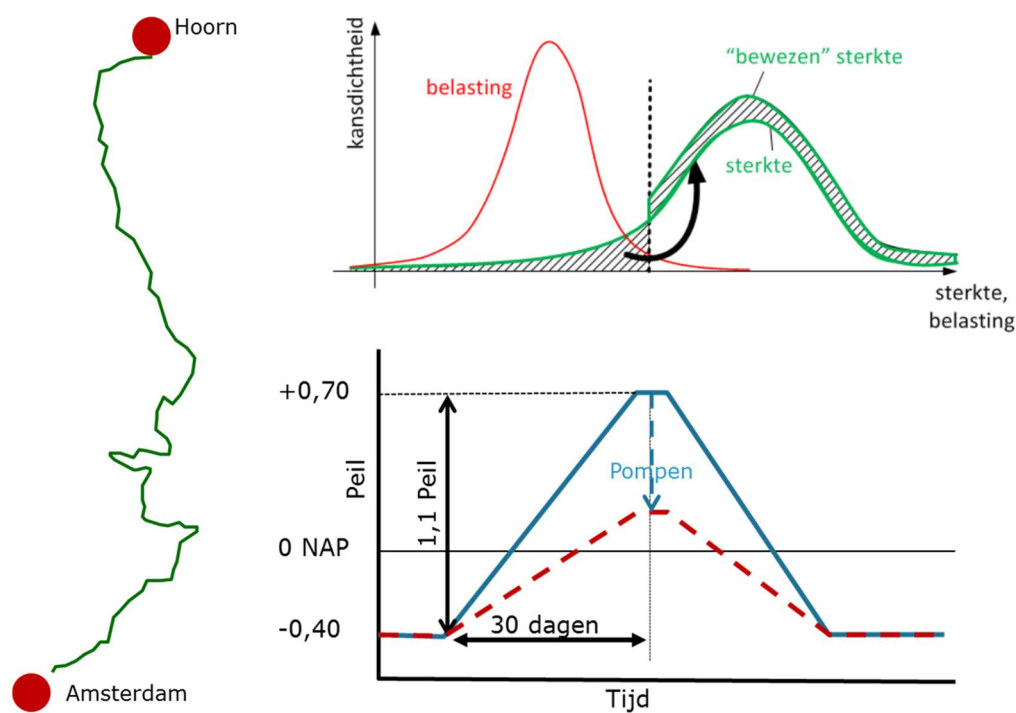 Hoorn
Amsterdam
kansdichtheid
belasting
“bewezen” sterkte
sterkte
sterkte,
belasting
+0,70
Peil
1,1 Peil
Pompen
0 NAP
-0,40
30 dagen
Tijd